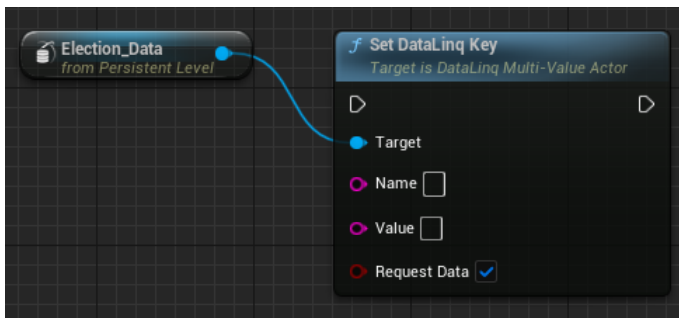 Election_Data
from Persistent Level
f Set DataLinq Key
Target is DataLinq Multi-Value Actor
Target
Name
Value
Request Data